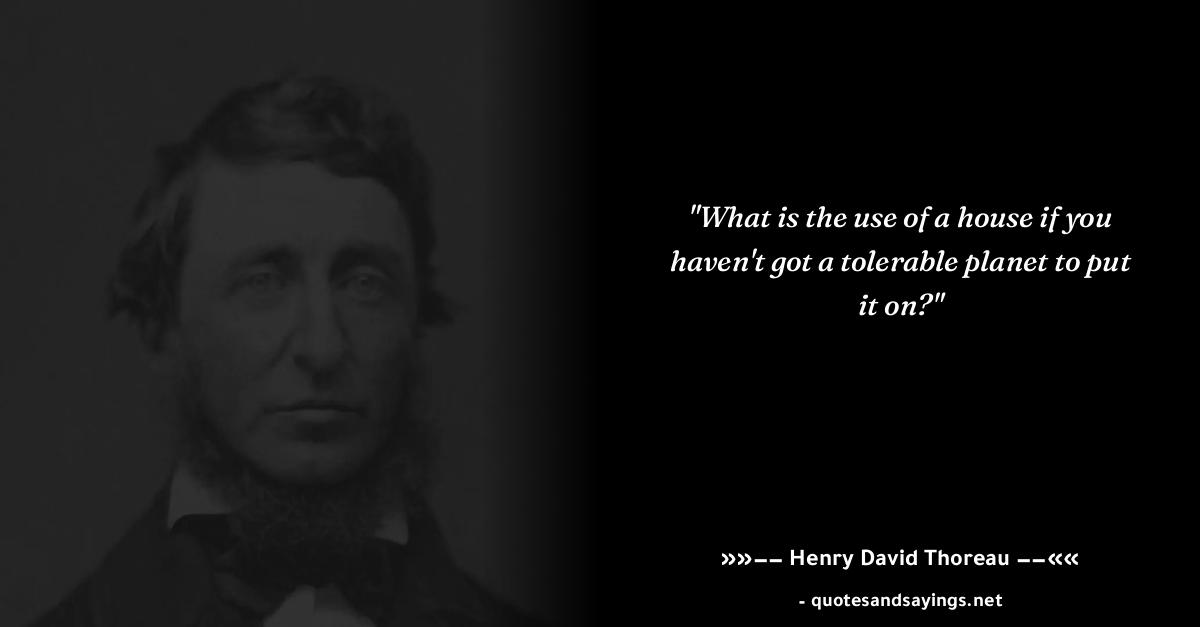 "What is the use of a house if you
haven't got a tolerable planet to put
it on?"
»»−− Henry David Thoreau −−««
- quotesandsayings.net